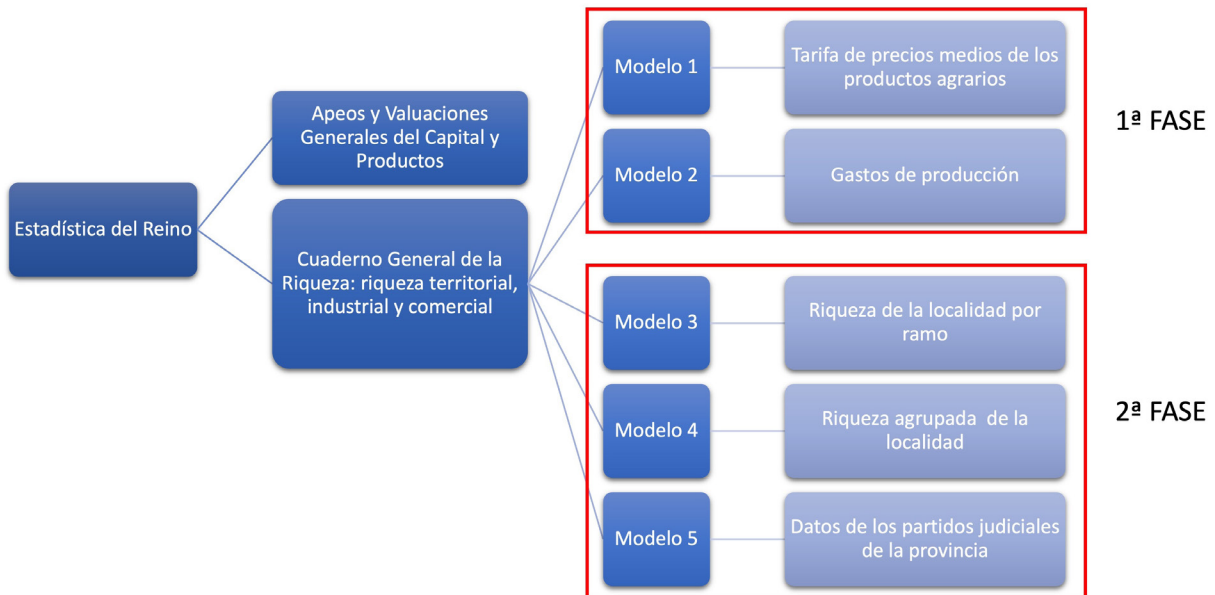 Estadística del Reino
Apeos y Valuaciones
Generales del Capital y
Productos
Cuaderno General de la
Riqueza: riqueza territorial,
industrial y comercial
Modelo 1
Tarifa de precios medios de los
productos agrarios
Modelo 2
Gastos de producción
1ª FASE
Modelo 3
Riqueza de la localidad por
ramo
Modelo 4
Riqueza agrupada de la
localidad
Modelo 5
Datos de los partidos judiciales
de la provincia
2ª FASE